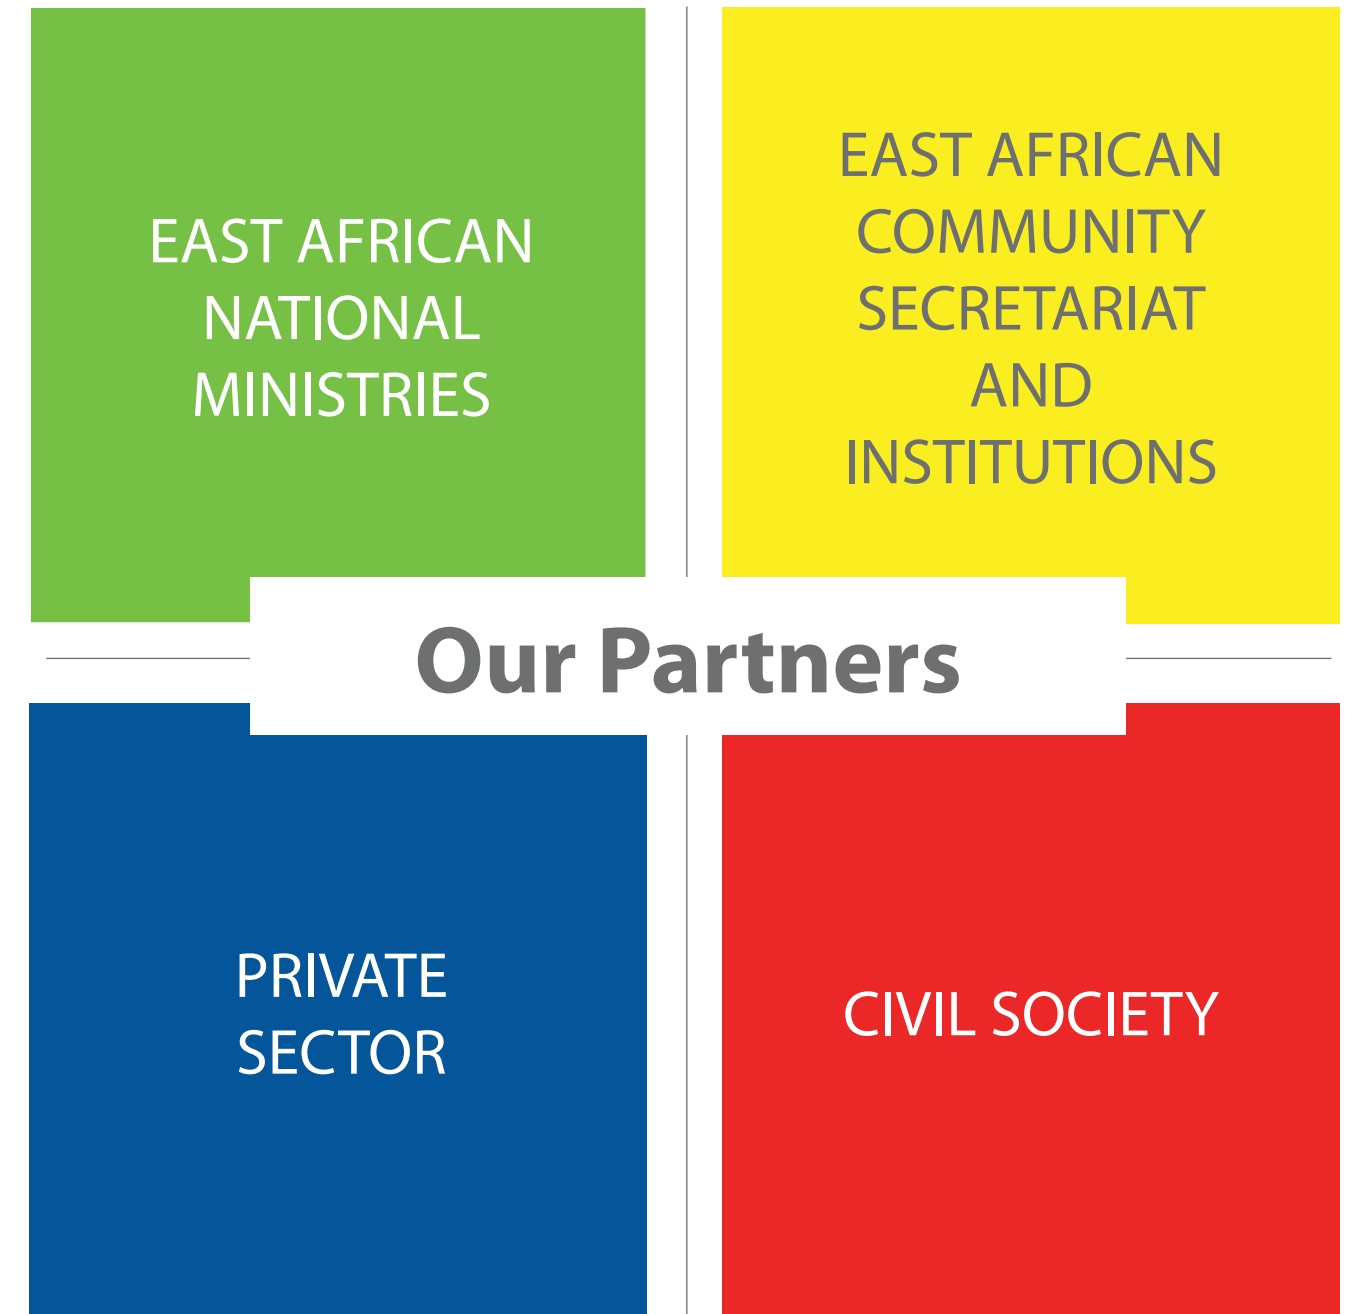 EAST AFRICAN
NATIONAL
MINISTRIES
EAST AFRICAN
COMMUNITY
SECRETARIAT
AND
INSTITUTIONS
Our Partners
PRIVATE
SECTOR
CIVIL SOCIETY